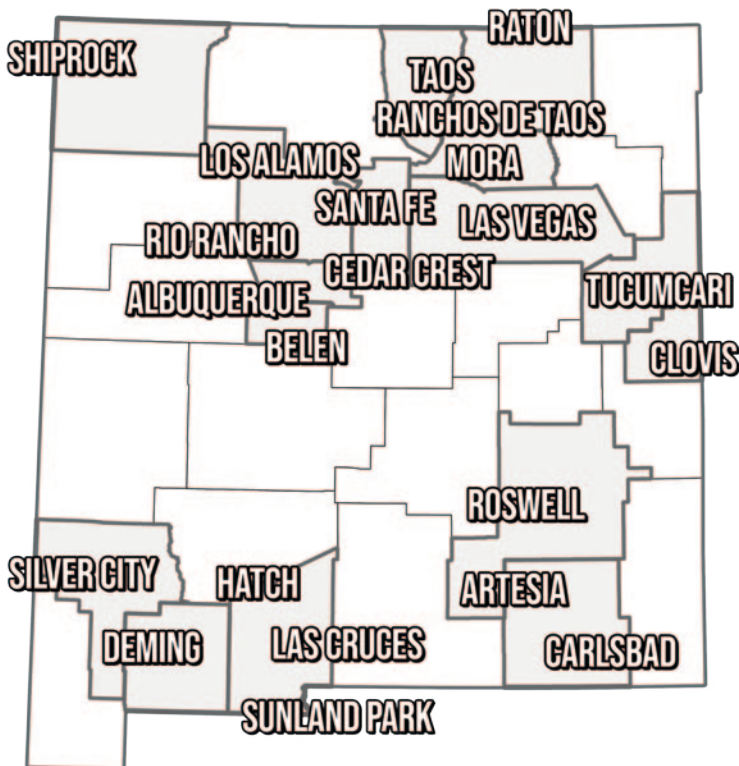 RATON
SHIPROCK
TAOS
RANCHOS DE TAOS
LOS ALAMOS
MORA
SANTA FE
LAS VEGAS
RIO RANCHO
CEDAR CREST
ALBUQUERQUE
TUCUMCARI
BELEN
CLOVIS
ROSWELL
SILVER CITY
HATCH
ARTESIA
DEMING
LAS CRUCES
CARLSBAD
SUNLAND PARK